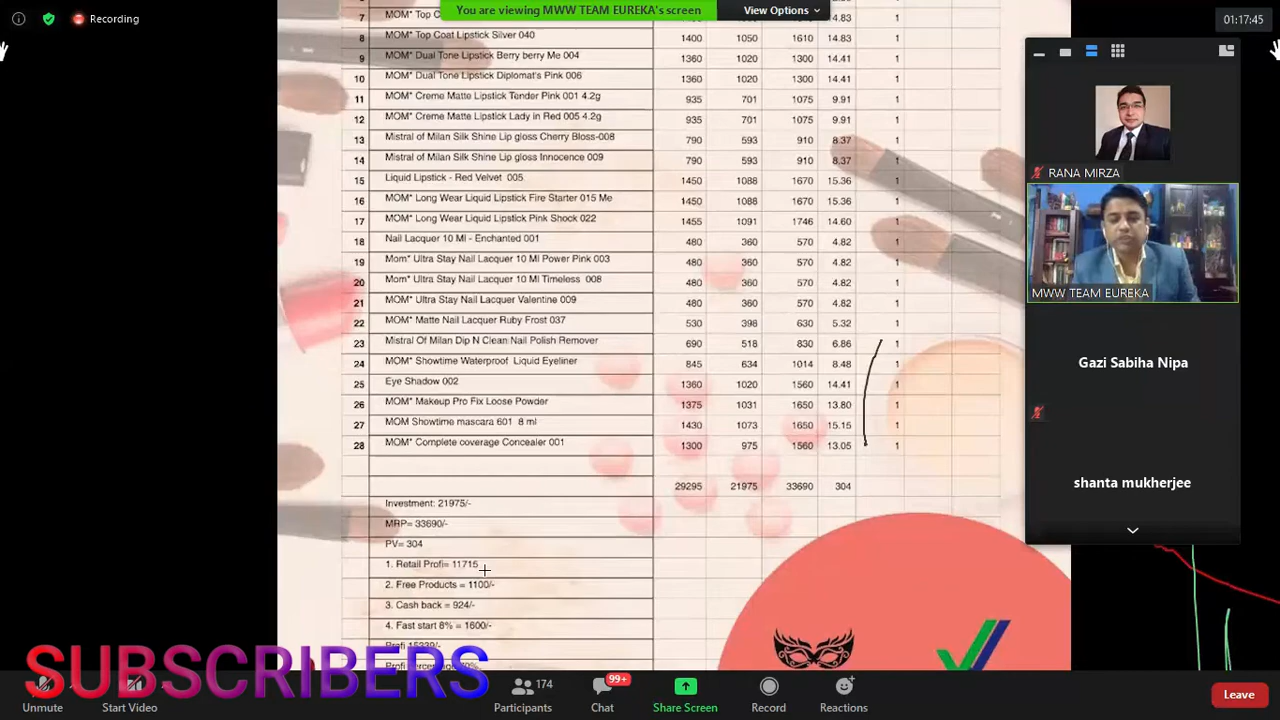 Recording
You are viewing MWW TEAM EUREKA's screen
View Options
01:17:45
7 MOM* Top C 4.83
8 MOM* Top Coat Lipstick Silver 040 1400 1050 1610 14.83 1
9 MOM* Dual Tone Lipstick Berry berry Me 004 1360 1020 1300 14.41 1
10 MOM* Dual Tone Lipstick Diplomat's Pink 006 1360 1020 1300 14.41 1
11 MOM* Creme Matte Lipstick Tender Pink 001 4.2g 935 701 1075 9.91 1
12 MOM* Creme Matte Lipstick Lady in Red 005 4.2g 935 701 1075 9.91 1
13 Mistral of Milan Silk Shine Lip gloss Cherry Bloss-008 790 593 910 8.37 1
14 Mistral of Milan Silk Shine Lip gloss Innocence 009 790 593 910 8.37 1
15 Liquid Lipstick - Red Velvet 005 1450 1088 1670 15.36 1
16 MOM* Long Wear Liquid Lipstick Fire Starter 015 Me 1450 1088 1670 15.36 1
17 MOM* Long Wear Liquid Lipstick Pink Shock 022 1455 1091 1746 14.60 1
18 Nail Lacquer 10 Ml - Enchanted 001 480 360 570 4.82 1
19 Mom* Ultra Stay Nail Lacquer 10 Ml Power Pink 003 480 360 570 4.82 1
20 Mom* Ultra Stay Nail Lacquer 10 Ml Timeless 008 480 360 570 4.82 1
21 MOM* Ultra Stay Nail Lacquer Valentine 009 480 360 570 4.82 1
22 MOM* Matte Nail Lacquer Ruby Frost 037 530 398 630 5.32 1
23 Mistral Of Milan Dip N Clean Nail Polish Remover 690 518 830 6.86 1
24 MOM* Showtime Waterproof Liquid Eyeliner 845 634 1014 8.48 1
25 Eye Shadow 002 1360 1020 1560 14.41 1
26 MOM* Makeup Pro Fix Loose Powder 1375 1031 1650 13.80 1
27 MOM Showtime mascara 601 8 ml 1430 1073 1650 15.15 1
28 MOM* Complete coverage Concealer 001 1300 975 1560 13.05 1
29295 21975 33690 304
Investment: 21975/-
MRP= 33690/-
PV= 304
1. Retail Profi= 11715
2. Free Products = 1100/-
3. Cash back = 924/-
4. Fast start 8% = 1600/-
RANA MIRZA
MWW TEAM EUREKA
Gazi Sabiha Nipa
shanta mukherjee
SUBSCRIBERS
Unmute
Start Video
174
Participants
99+
Chat
Share Screen
Record
Reactions
Leave